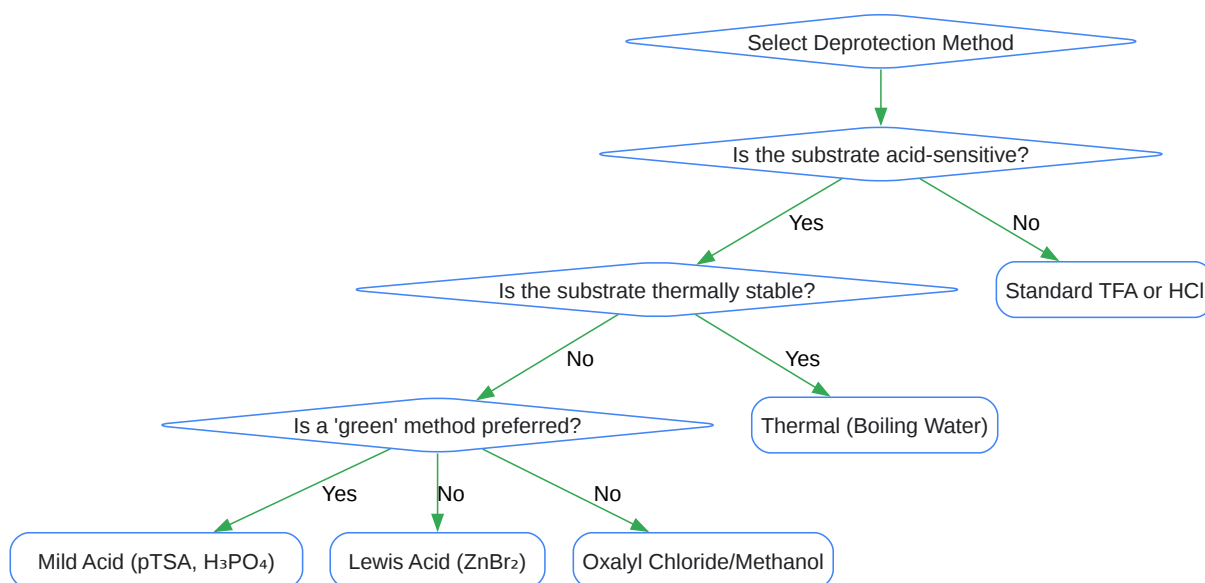 Select Deprotection Method
Is the substrate acid-sensitive?
Yes
No
Is the substrate thermally stable?
Standard TFA or HCl
No
Yes
Is a 'green' method preferred?
Thermal (Boiling Water)
Yes
No
No
Mild Acid (pTSA, H₃PO₄)
Lewis Acid (ZnBr₂)
Oxalyl Chloride/Methanol